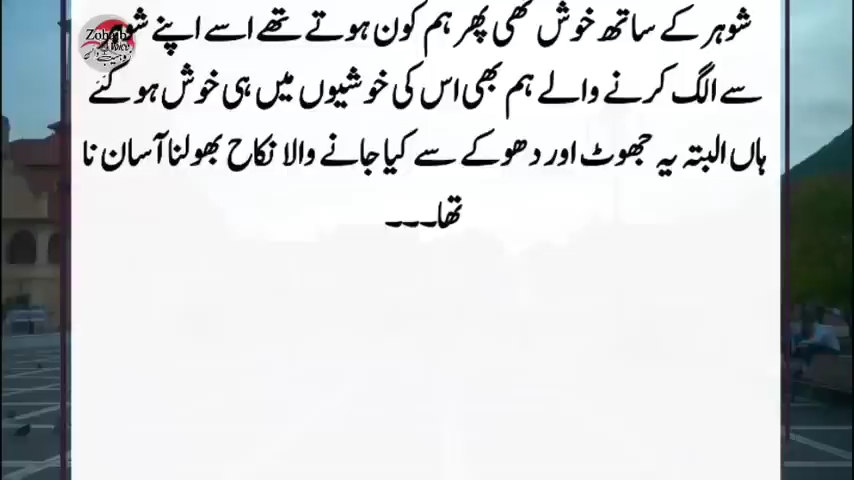 شوہر کے ساتھ خوش تھی پھر ہم کون ہوتے تھے اسے اپنے شوہر
سے الگ کرنے والے ہم بھی اس کی خوشیوں میں ہی خوش ہو گئے
ہاں البتہ یہ جھوٹ اور دھوکے سے کیا جانے والا نکاح بھولنا آسان نا
تھا۔۔۔